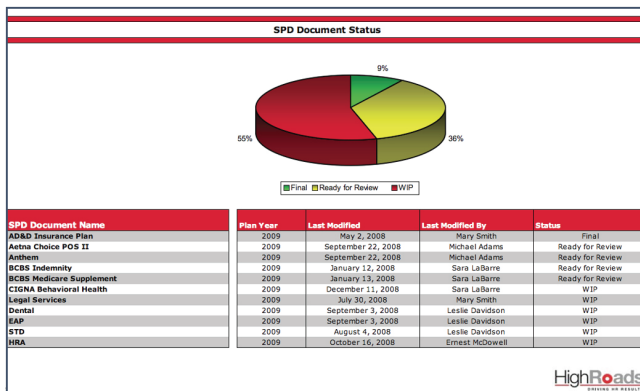 SPD Document Status
9%
55%
36%
Final Ready for Review WIP
SPD Document Name Plan Year Last Modified Last Modified By Status
AD&D Insurance Plan 2009 May 2, 2008 Mary Smith Final
Aetna Choice POS II 2009 September 22, 2008 Michael Adams Ready for Review
Anthem 2009 September 22, 2008 Michael Adams Ready for Review
BCBS Indemnity 2009 January 12, 2008 Sara LaBarre Ready for Review
BCBS Medicare Supplement 2009 January 13, 2008 Sara LaBarre Ready for Review
CIGNA Behavioral Health 2009 December 11, 2008 Sara LaBarre WIP
Legal Services 2009 July 30, 2008 Mary Smith WIP
Dental 2009 September 3, 2008 Leslie Davidson WIP
EAP 2009 September 3, 2008 Leslie Davidson WIP
STD 2009 August 4, 2008 Leslie Davidson WIP
HRA 2009 October 16, 2008 Ernest McDowell WIP
HighRoads
DRIVING HR RESULT